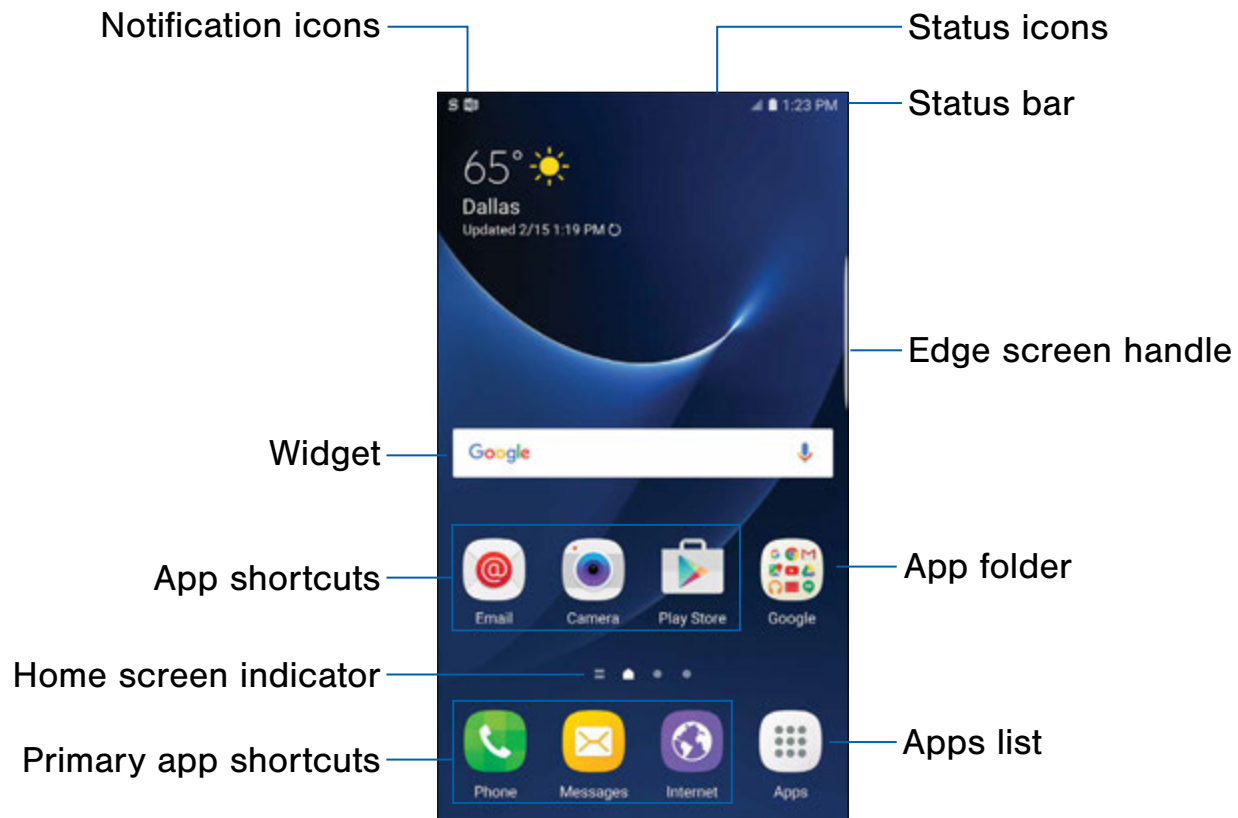 Notification icons
Status icons
1:23 PM
Status bar
65°
Dallas
Updated 2/15 1:19 PM
Edge screen handle
Widget
Google
App shortcuts
Email
Camera
Play Store
Google
App folder
Home screen indicator
Primary app shortcuts
Phone
Messages
Internet
Apps
Apps list